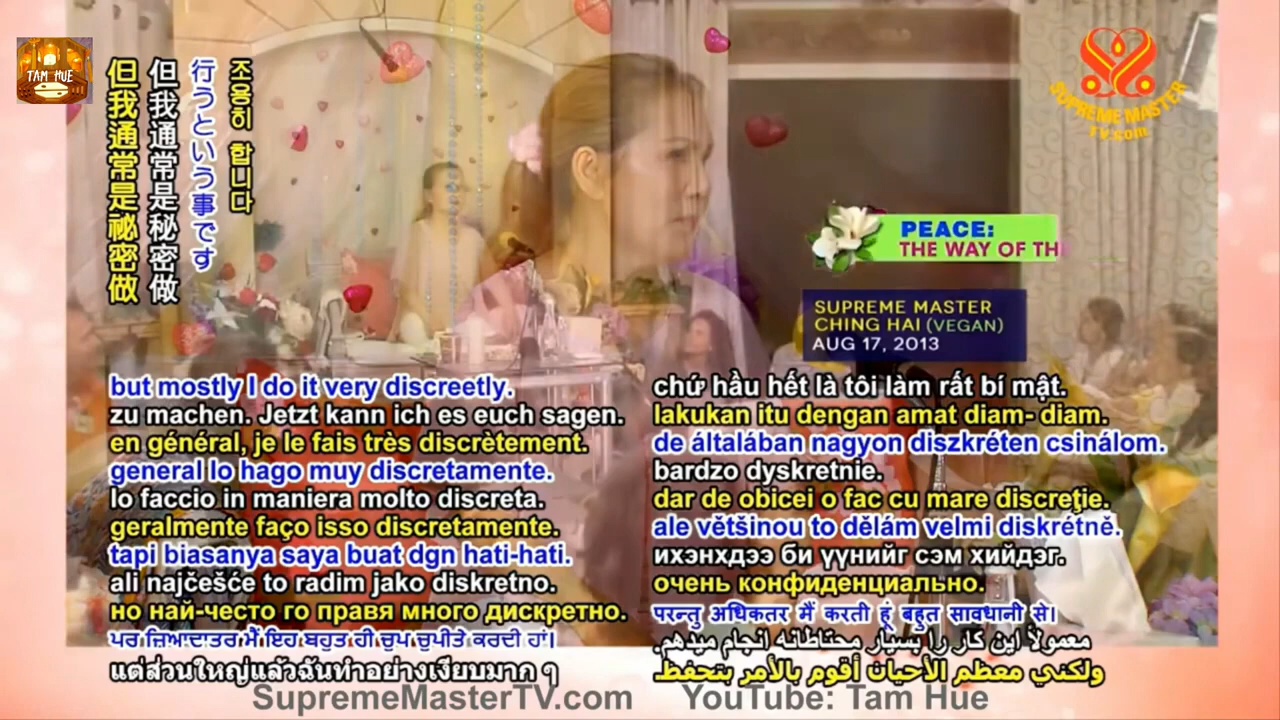 TAM HUE
조용히 합니다
行うという事です
但我通常是秘密做
但我通常是祕密做
SUPREME MASTER
TV.com
PEACE:
THE WAY OF TH
SUPREME MASTER
CHING HAI (VEGAN)
AUG 17, 2013
but mostly I do it very discreetly.
zu machen. Jetzt kann ich es euch sagen.
en général, je le fais très discrètement.
general lo hago muy discretamente.
lo faccio in maniera molto discreta.
geralmente faço isso discretamente.
tapi biasanya saya buat dgn hati-hati.
ali najčešće to radim jako diskretno.
но най-често го правя много дискретно.
ਪਰ ਜ਼ਿਆਦਾਤਰ ਮੈਂ ਇਹ ਬਹੁਤ ਹੀ ਚੁਪ ਚੁਪੀਤੇ ਕਰਦੀ ਹਾਂ।
แต่ส่วนใหญ่แล้วฉันทำอย่างเงียบมาก ๆ
chứ hầu hết là tôi làm rất bí mật.
lakukan itu dengan amat diam- diam.
de általában nagyon diszkréten csinálom.
bardzo dyskretnie.
dar de obicei o fac cu mare discreţie.
ale většinou to dělám velmi diskrétně.
ихэнхдээ би үүнийг сэм хийдэг.
очень конфиденциально.
परन्तु अधिकतर मैं करती हूं बहुत सावधानी से।
معمولاً این کار را بسیار محتاطانه انجام میدهم.
ولكني معظم الأحيان أقوم بالأمر بتحفظ.
SupremeMasterTV.com YouTube: Tam Hue